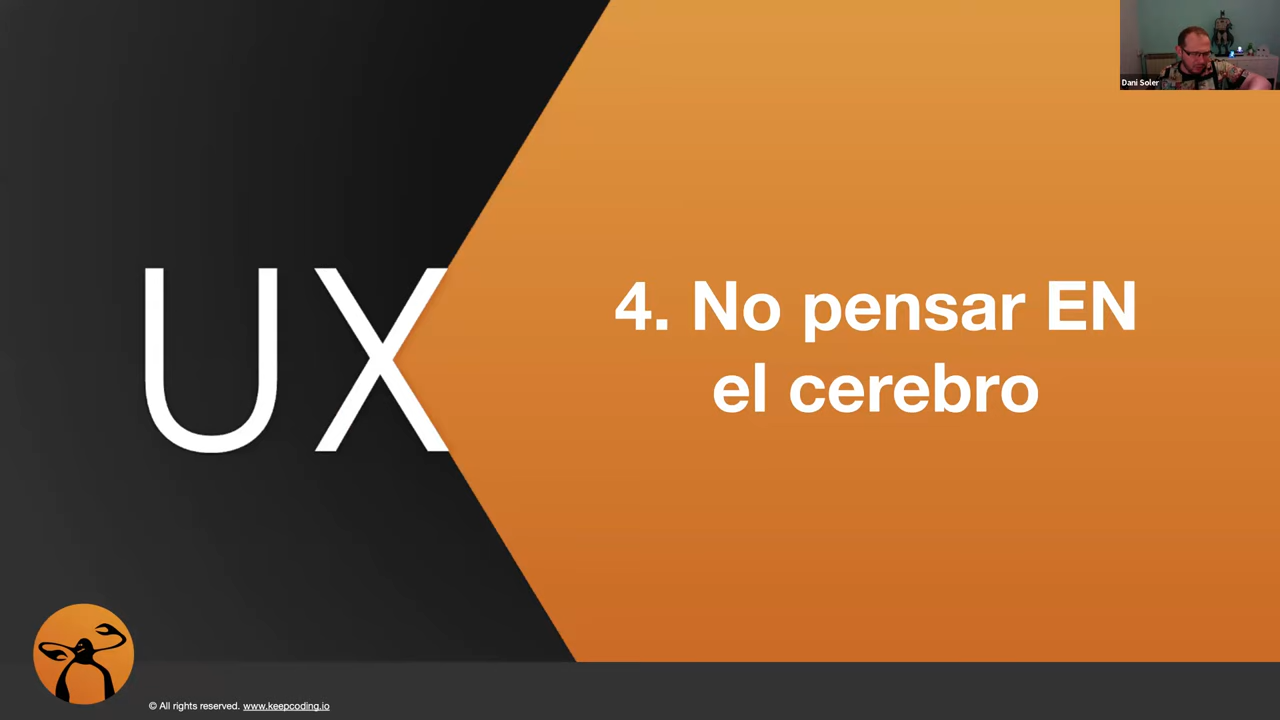 Dani Soler
UX
4. No pensar EN
el cerebro
© All rights reserved. www.keepcoding.io